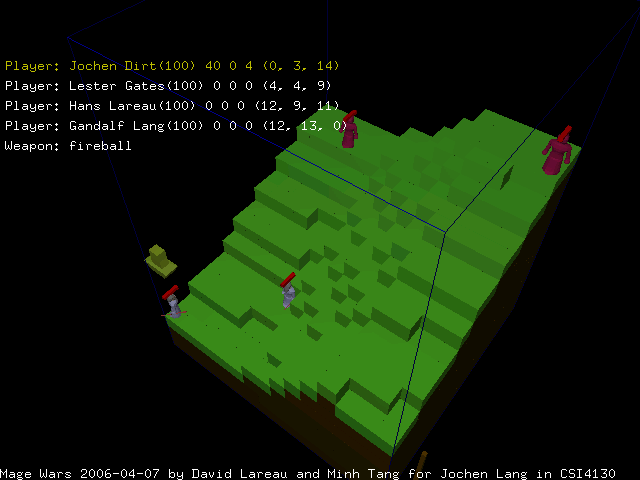 Player: Jochen Dirt(100) 40 0 4 (0, 3, 14)
Player: Lester Gates(100) 0 0 0 (4, 4, 9)
Player: Hans Lareau(100) 0 0 0 (12, 9, 11)
Player: Gandalf Lang(100) 0 0 0 (12, 13, 0)
Weapon: fireball
Mage Wars 2006-04-07 by David Lareau and Minh Tang for Jochen Lang in CSI4130